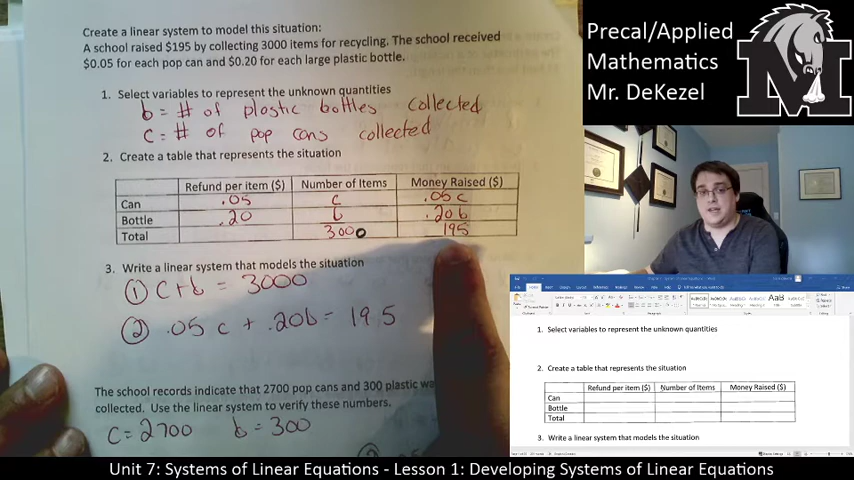 Create a linear system to model this situation:
A school raised $195 by collecting 3000 items for recycling. The school received
$0.05 for each pop can and $0.20 for each large plastic bottle.
1. Select variables to represent the unknown quantities
b = # of plastic bottles collected
c = # of pop cans collected
2. Create a table that represents the situation
Refund per item ($) Number of Items Money Raised ($)
Can .05 c .05c
Bottle .20 b .20b
Total 3000 195
3. Write a linear system that models the situation
① c+b = 3000
② .05c + .20b = 19.5
The school records indicate that 2700 pop cans and 300 plastic
collected. Use the linear system to verify these numbers.
c=2700 b=300
Precal/Applied
Mathematics
Mr. DeKezel
M
1. Select variables to represent the unknown quantities
2. Create a table that represents the situation
Refund per item ($) Number of Items Money Raised ($)
Can
Bottle
Total
3. Write a linear system that models the situation
Unit 7: Systems of Linear Equations - Lesson 1: Developing Systems of Linear Equations